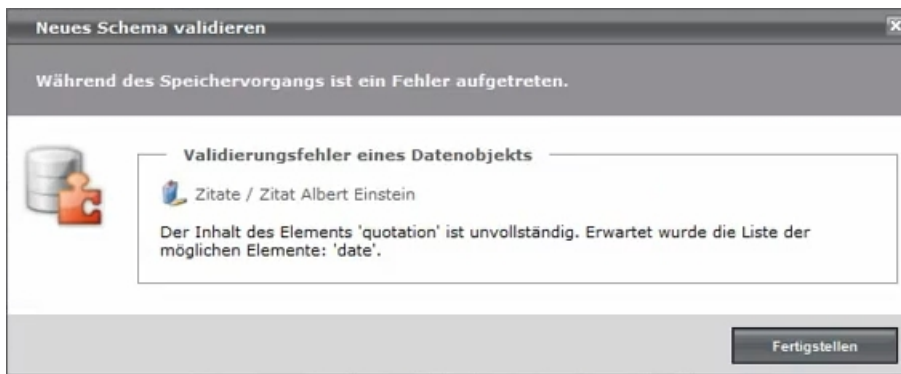 Neues Schema validieren
Während des Speichervorgangs ist ein Fehler aufgetreten.
Validierungsfehler eines Datenobjekts
Zitate / Zitat Albert Einstein
Der Inhalt des Elements 'quotation' ist unvollständig. Erwartet wurde die Liste der
möglichen Elemente: 'date'.
Fertigstellen